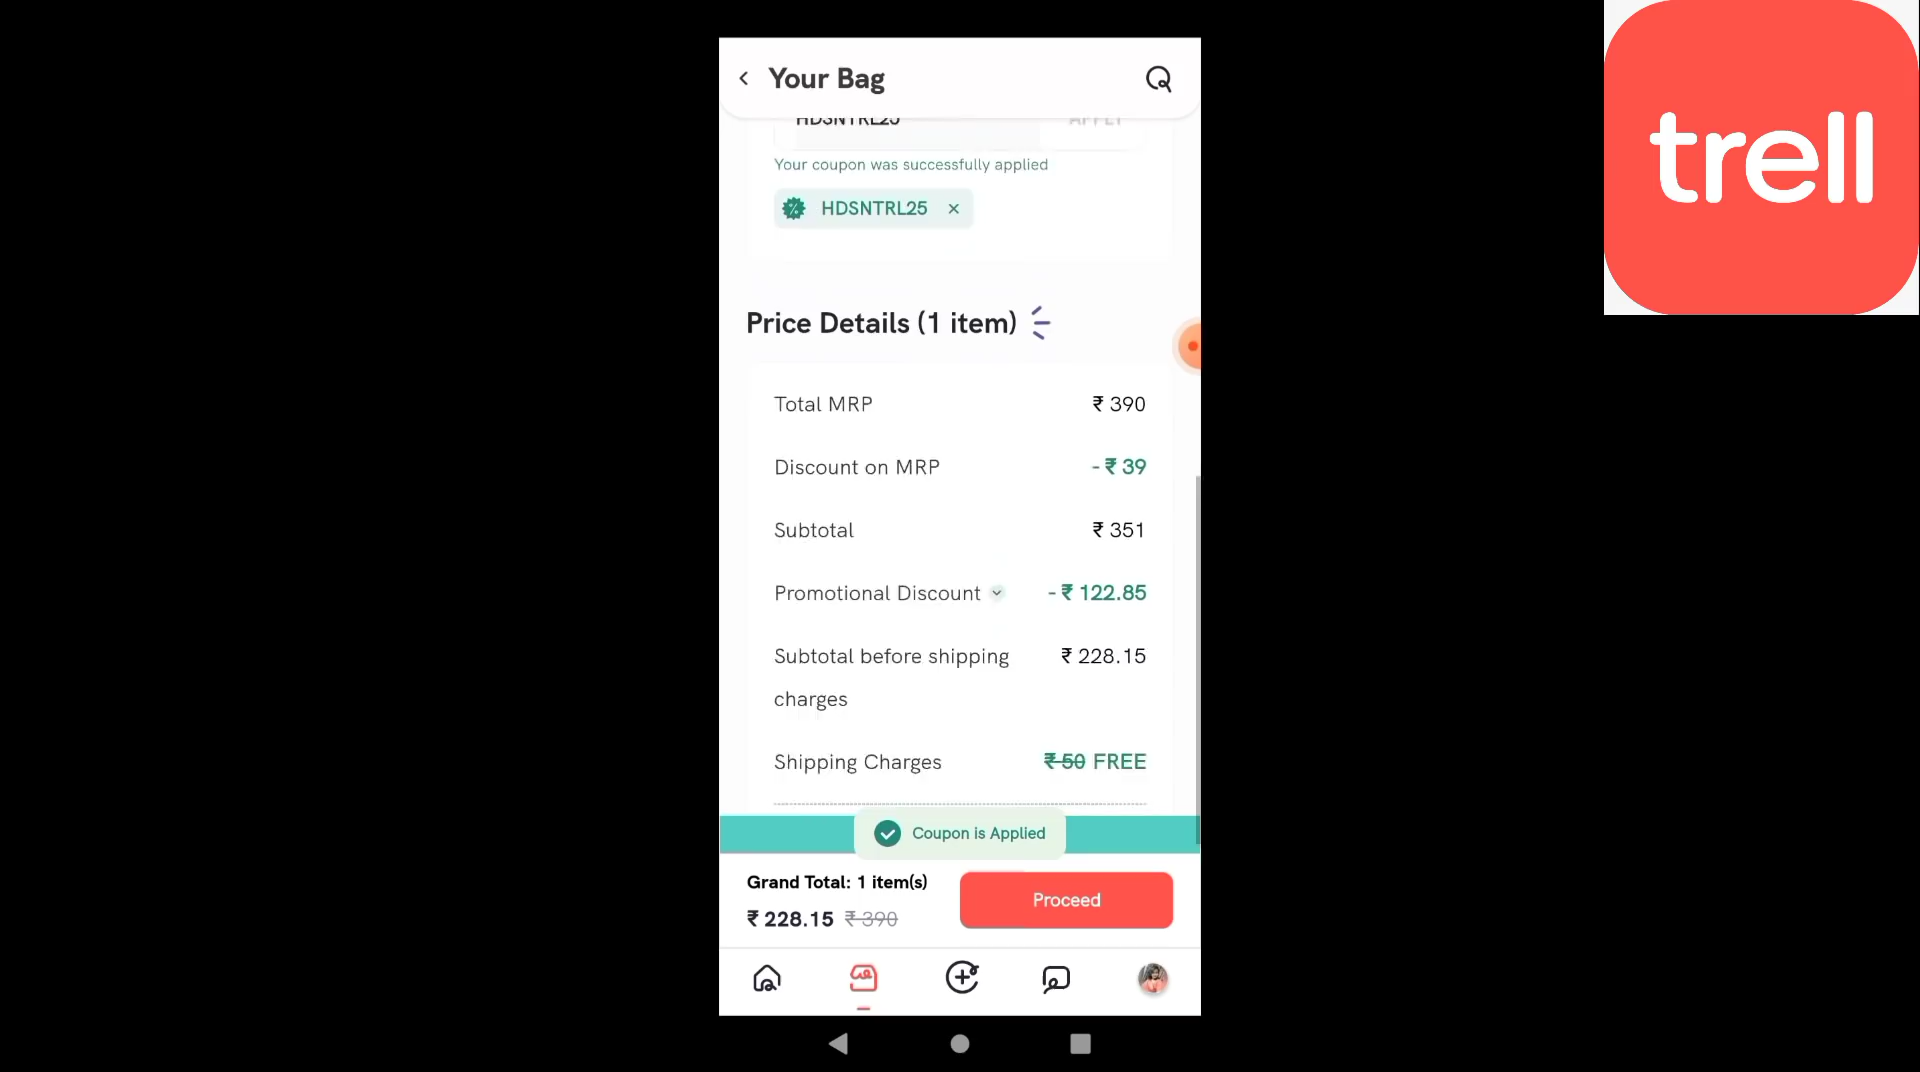 Your Bag
trell
HDSNTRL25
APPLY
Your coupon was successfully applied
HDSNTRL25 ×
Price Details (1 item)
Total MRP ₹ 390
Discount on MRP - ₹ 39
Subtotal ₹ 351
Promotional Discount - ₹ 122.85
Subtotal before shipping ₹ 228.15
charges
Shipping Charges ₹ 50 FREE
Coupon is Applied
Grand Total: 1 item(s)
₹ 228.15 ₹ 390
Proceed